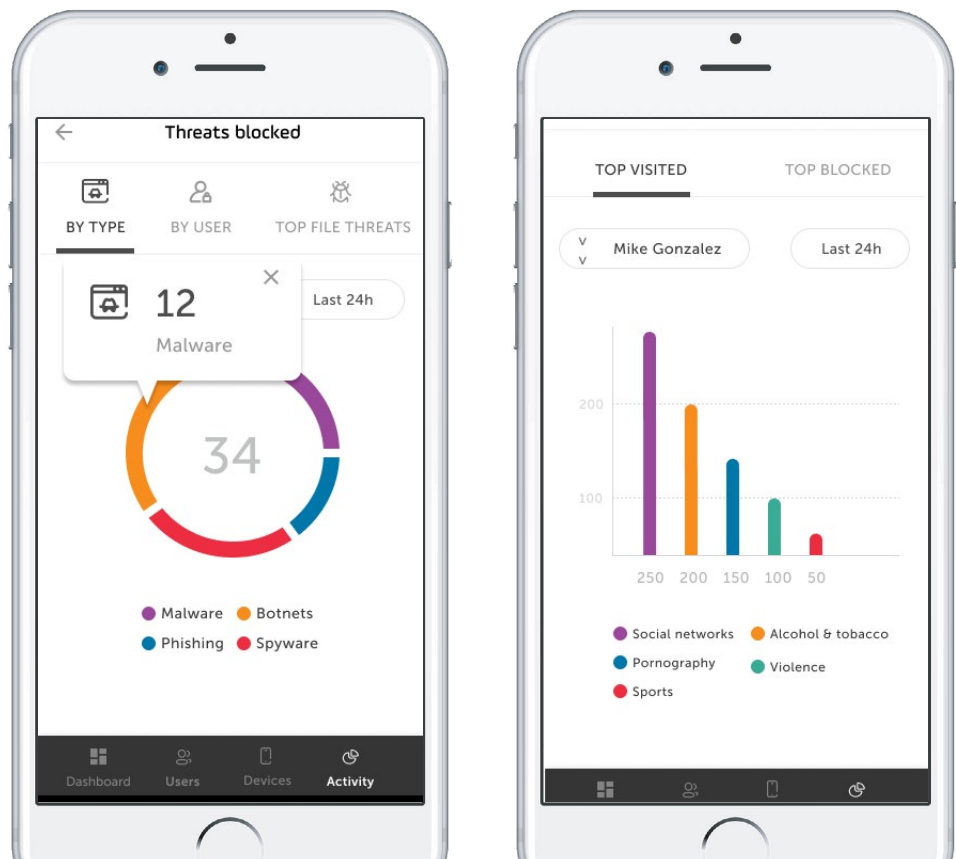 Threats blocked
BY TYPE BY USER TOP FILE THREATS
12
Malware
Last 24h
34
Malware Botnets
Phishing Spyware
Dashboard Users Devices Activity
TOP VISITED TOP BLOCKED
Mike Gonzalez Last 24h
200
100
250 200 150 100 50
Social networks Alcohol & tobacco
Pornography Violence
Sports